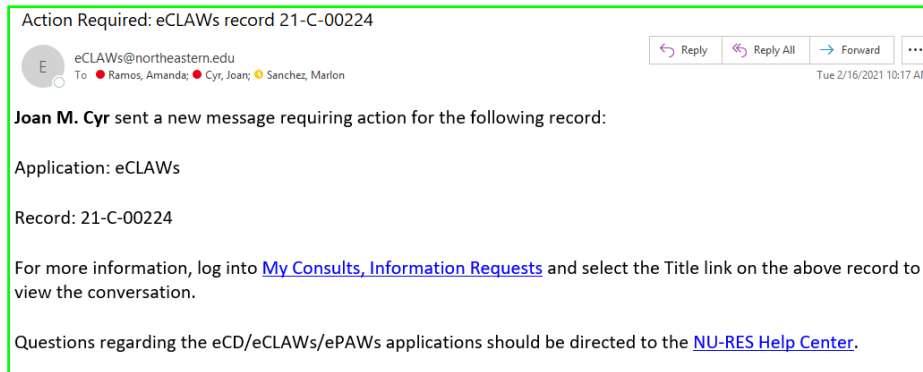 Action Required: eCLAWs record 21-C-00224
E
eCLAWs@northeastern.edu
To Ramos, Amanda; Cyr, Joan; Sanchez, Marlon
Reply Reply All Forward ...
Tue 2/16/2021 10:17 AM
Joan M. Cyr sent a new message requiring action for the following record:
Application: eCLAWs
Record: 21-C-00224
For more information, log into My Consults, Information Requests and select the Title link on the above record to
view the conversation.
Questions regarding the eCD/eCLAWs/ePAWs applications should be directed to the NU-RES Help Center.